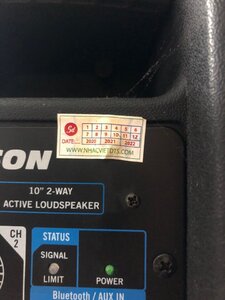 1 2 3 4 5 6
7 8 9 10 11 12
DATE: 2020 2021 2022
WWW.NHACVIETDTS.COM
TON
10" 2-WAY
ACTIVE LOUDSPEAKER
CH 2
STATUS
SIGNAL
LIMIT
POWER
Bluetooth / AUX IN